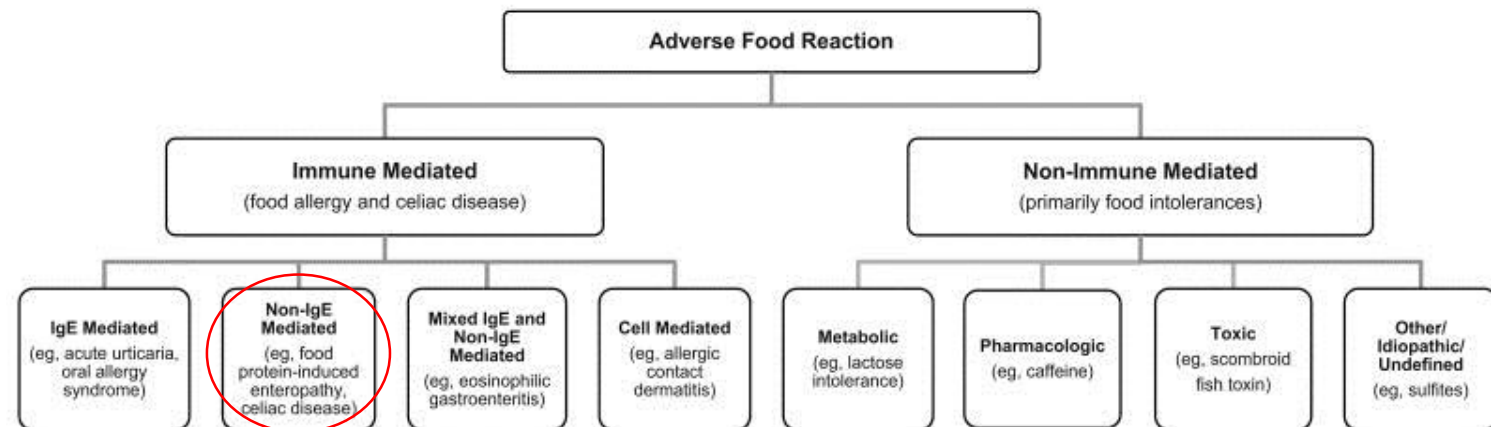 Adverse Food Reaction
Immune Mediated
(food allergy and celiac disease)
Non-Immune Mediated
(primarily food intolerances)
IgE Mediated
(eg, acute urticaria,
oral allergy
syndrome)
Non-IgE
Mediated
(eg, food
protein-induced
enteropathy,
celiac disease)
Mixed IgE and
Non-IgE
Mediated
(eg, eosinophilic
gastroenteritis)
Cell Mediated
(eg, allergic
contact
dermatitis)
Metabolic
(eg, lactose
intolerance)
Pharmacologic
(eg, caffeine)
Toxic
(eg, scombroid
fish toxin)
Other/
Idiopathic/
Undefined
(eg, sulfites)